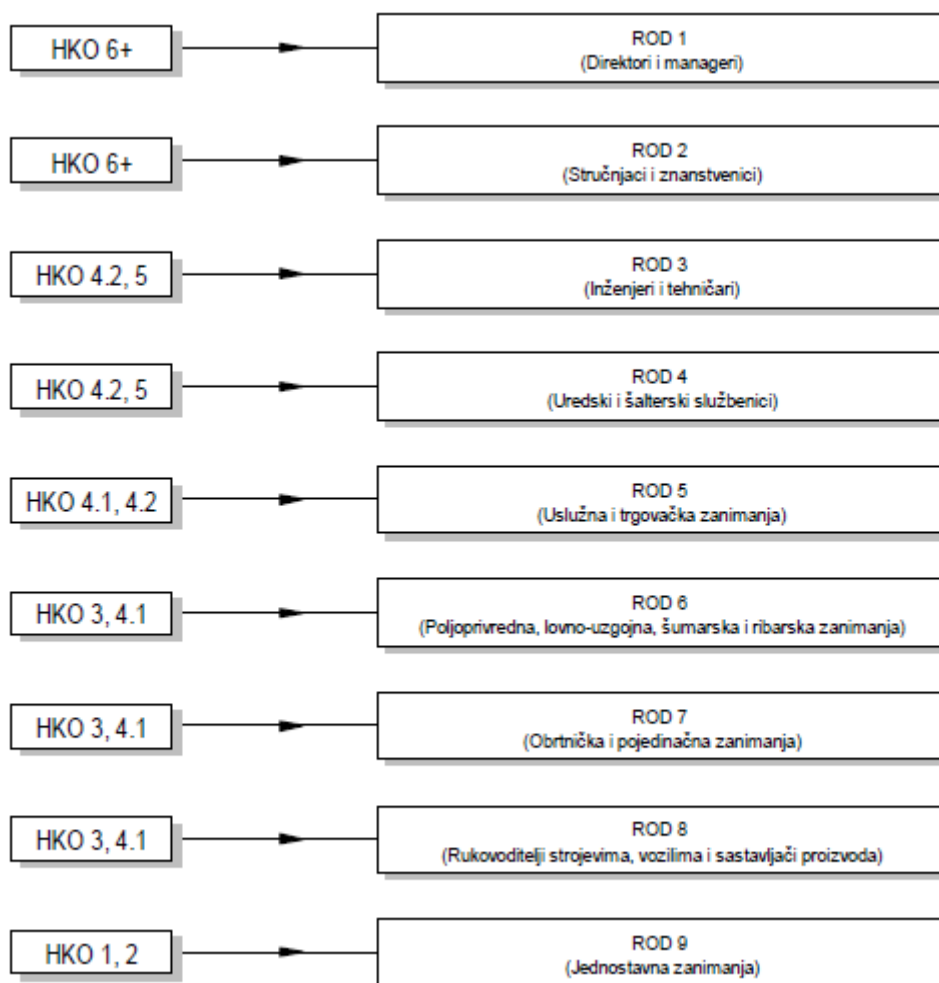 HKO 6+
ROD 1
(Direktori i manageri)
HKO 6+
ROD 2
(Stručnjaci i znanstvenici)
HKO 4.2, 5
ROD 3
(Inženjeri i tehničari)
HKO 4.2, 5
ROD 4
(Uredski i šalterski službenici)
HKO 4.1, 4.2
ROD 5
(Uslužna i trgovačka zanimanja)
HKO 3, 4.1
ROD 6
(Poljoprivredna, lovno-uzgojna, šumarska i ribarska zanimanja)
HKO 3, 4.1
ROD 7
(Obrtnička i pojedinačna zanimanja)
HKO 3, 4.1
ROD 8
(Rukovoditelji strojevima, vozilima i sastavljači proizvoda)
HKO 1, 2
ROD 9
(Jednostavna zanimanja)